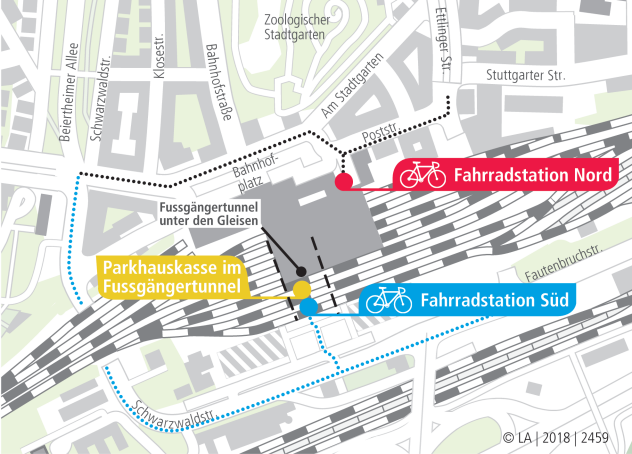 Zoologischer
Stadtgarten
Ettlinger Str.
Beiertheimer Allee
Schwarzwaldstr.
Klosestr.
Bahnhofstraße
Am Stadtgarten
Stuttgarter Str.
Poststr.
Bahnhof-
platz
Fahrradstation Nord
Fussgängertunnel
unter den Gleisen
Parkhauskasse im
Fussgängertunnel
Fautenbruchstr.
Fahrradstation Süd
Schwarzwaldstr.
© LA | 2018 | 2459